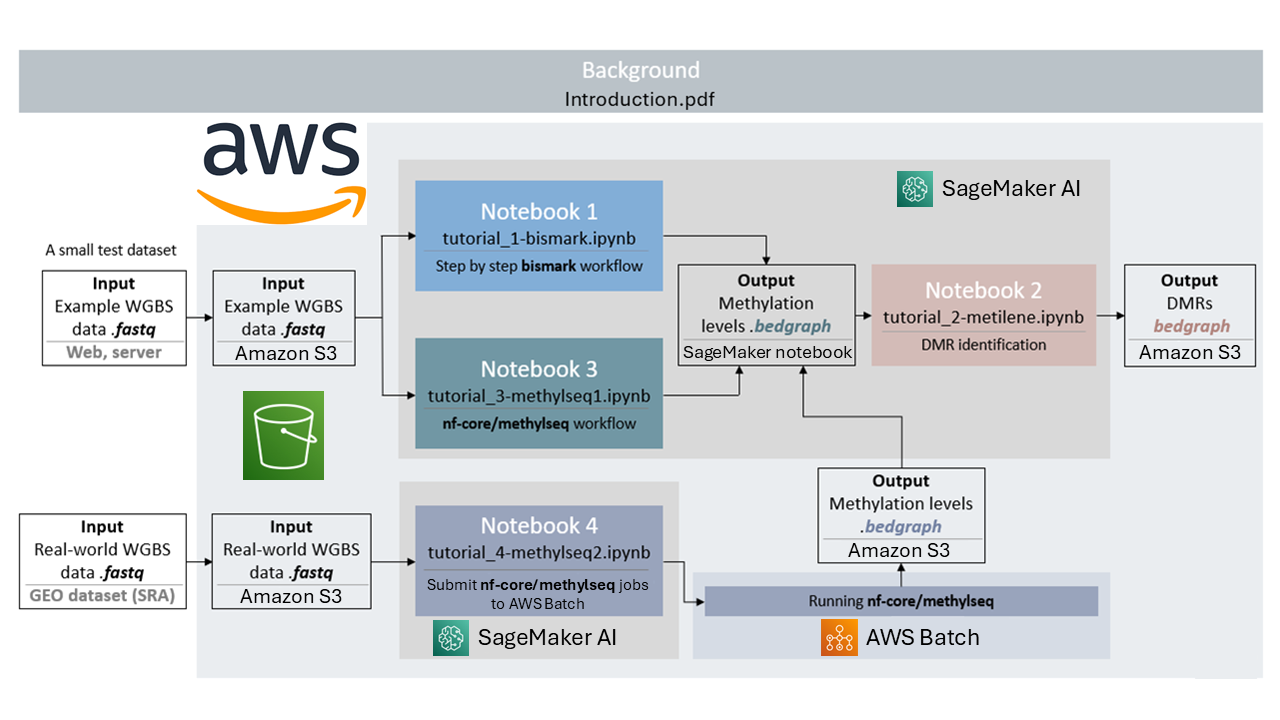 Background
Introduction.pdf
aws
SageMaker AI
A small test dataset
Input
Example WGBS
data .fastq
Web, server
Input
Example WGBS
data .fastq
Amazon S3
Notebook 1
tutorial_1-bismark.ipynb
Step by step bismark workflow
Notebook 3
tutorial_3-methylseq1.ipynb
nf-core/methylseq workflow
Output
Methylation
levels .bedgraph
SageMaker notebook
Notebook 2
tutorial_2-metilene.ipynb
DMR identification
Output
DMRs
bedgraph
Amazon S3
Input
Real-world WGBS
data .fastq
GEO dataset (SRA)
Input
Real-world WGBS
data .fastq
Amazon S3
Notebook 4
tutorial_4-methylseq2.ipynb
Submit nf-core/methylseq jobs
to AWS Batch
SageMaker AI
Output
Methylation levels
.bedgraph
Amazon S3
Running nf-core/methylseq
AWS Batch